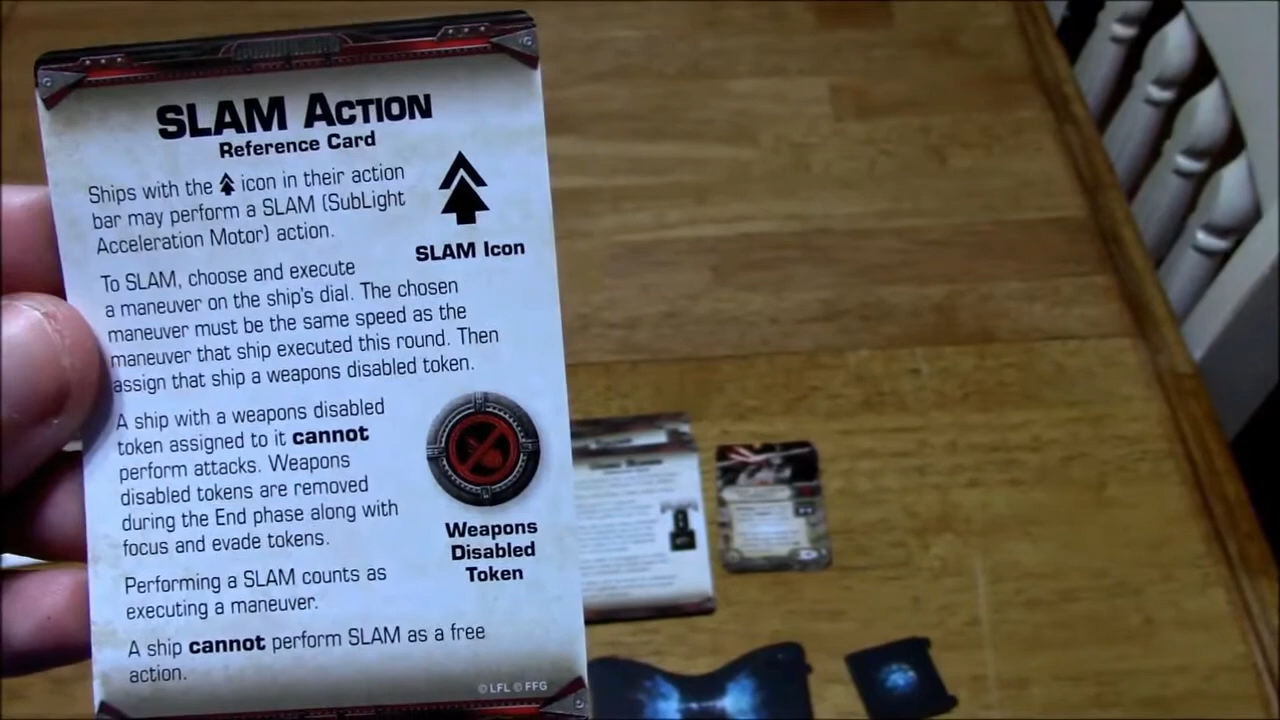 SLAM Action
Reference Card
Ships with the icon in their action
bar may perform a SLAM (SubLight
Acceleration Motor) action.
SLAM Icon
To SLAM, choose and execute
a maneuver on the ship's dial. The chosen
maneuver must be the same speed as the
maneuver that ship executed this round. Then
assign that ship a weapons disabled token.
A ship with a weapons disabled
token assigned to it cannot
perform attacks. Weapons
disabled tokens are removed
during the End phase along with
focus and evade tokens.
Weapons
Disabled
Token
Performing a SLAM counts as
executing a maneuver.
A ship cannot perform SLAM as a free
action.
© LFL © FFG